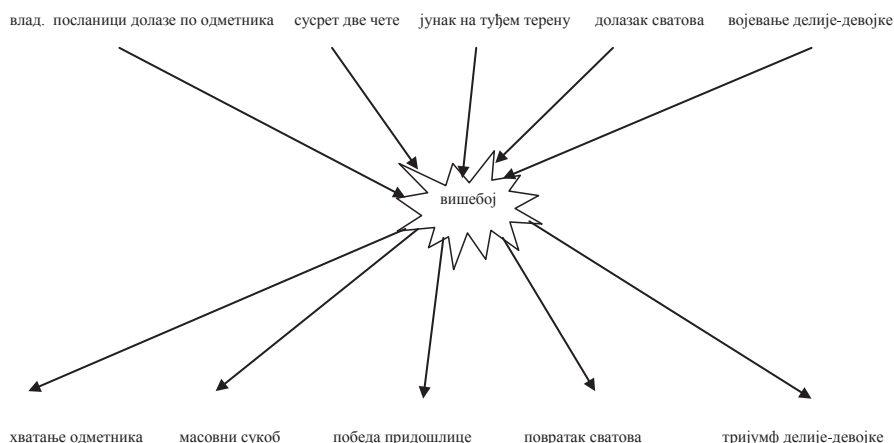 влад. посланици долазе по одметника сусрет две чете јунак на туђем терену долазак сватова војевање делије-девојке
вишебој
хватање одметника масовни сукоб победа придошлице повратак сватова тријумф делије-девојке